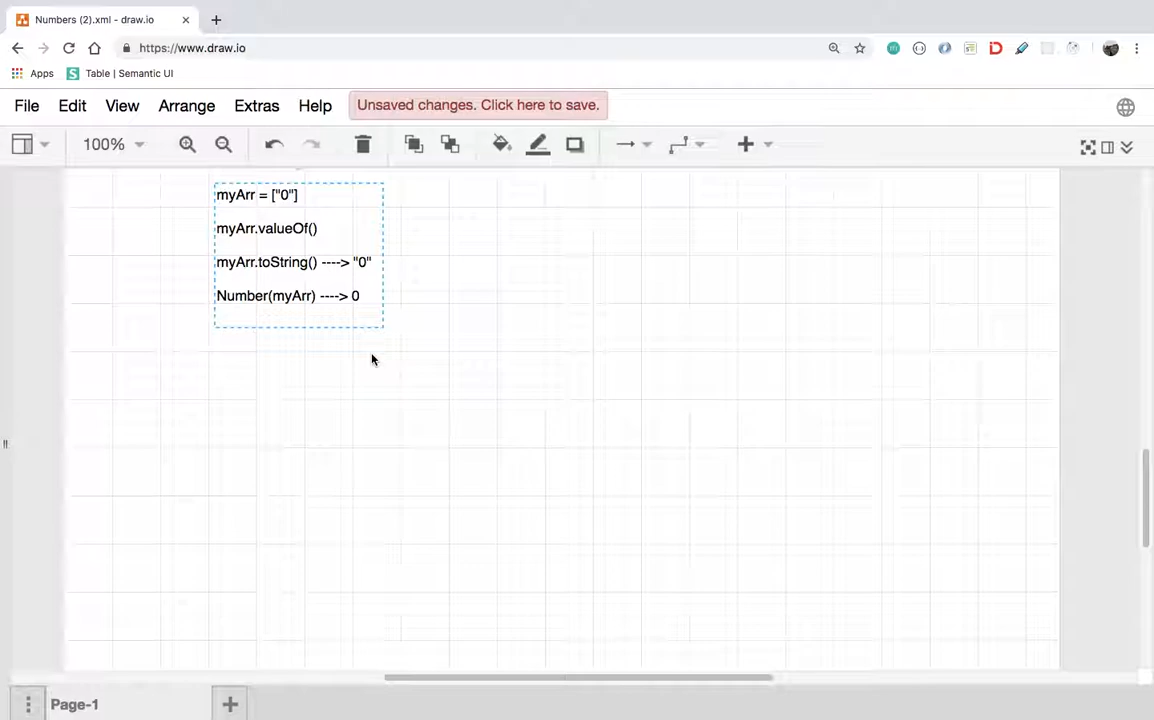 Numbers (2).xml - draw.io
https://www.draw.io
Apps
Table | Semantic UI
File Edit View Arrange Extras Help Unsaved changes. Click here to save.
100%
myArr = ["0"]
myArr.valueOf()
myArr.toString() ----> "0"
Number(myArr) ----> 0
Page-1